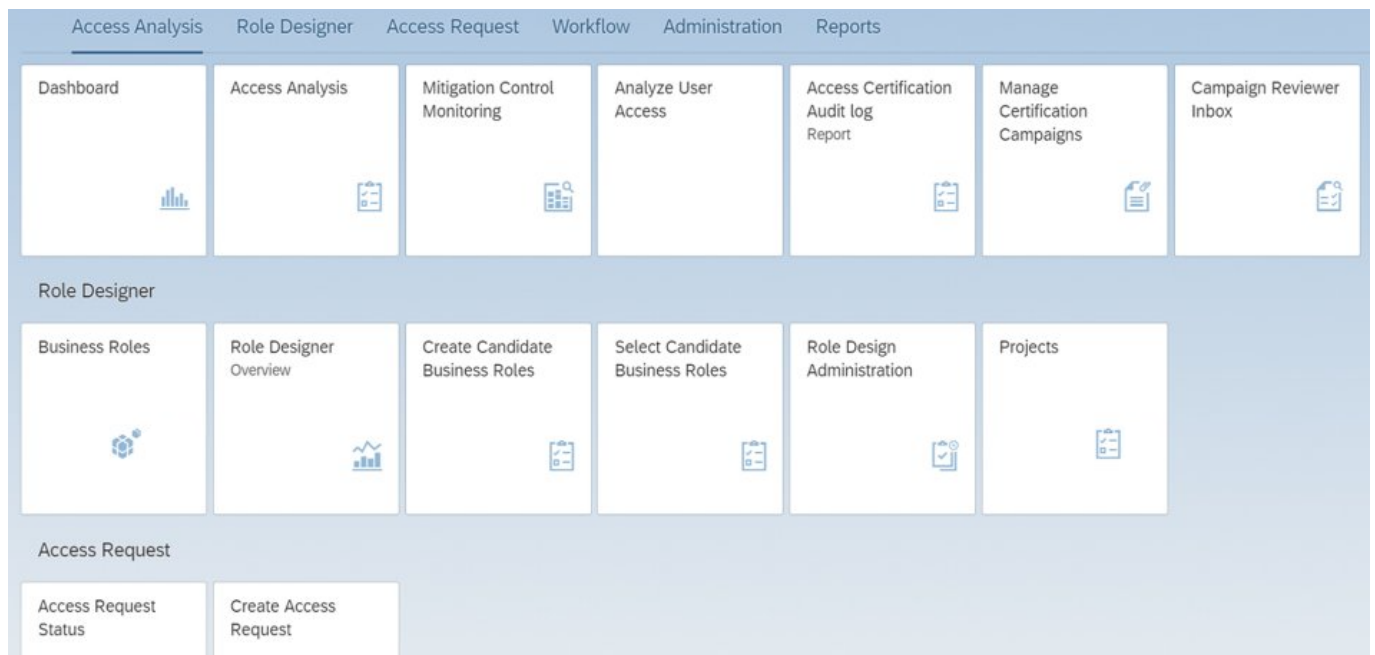 Access Analysis Role Designer Access Request Workflow Administration Reports
Dashboard
Access Analysis
Mitigation Control
Monitoring
Analyze User
Access
Access Certification
Audit log
Report
Manage
Certification
Campaigns
Campaign Reviewer
Inbox
Role Designer
Business Roles
Role Designer
Overview
Create Candidate
Business Roles
Select Candidate
Business Roles
Role Design
Administration
Projects
Access Request
Access Request
Status
Create Access
Request